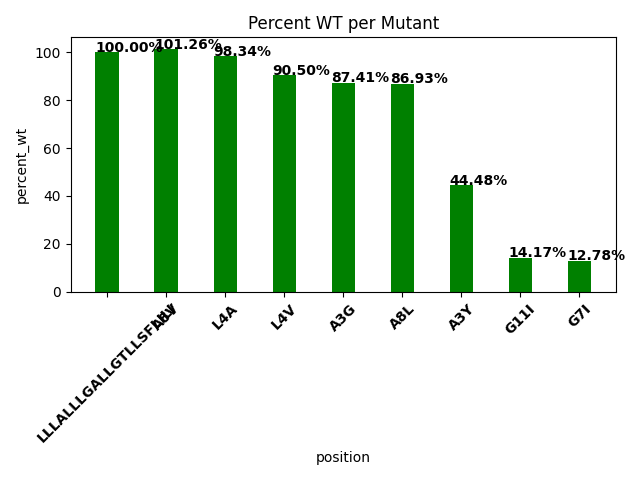 Percent WT per Mutant
percent_wt
100
80
60
40
20
0
100.00% 101.26% 98.34% 90.50% 87.41% 86.93% 44.48% 14.17% 12.78%
L4A L4V A3G A8L A3Y G11I G7I
position